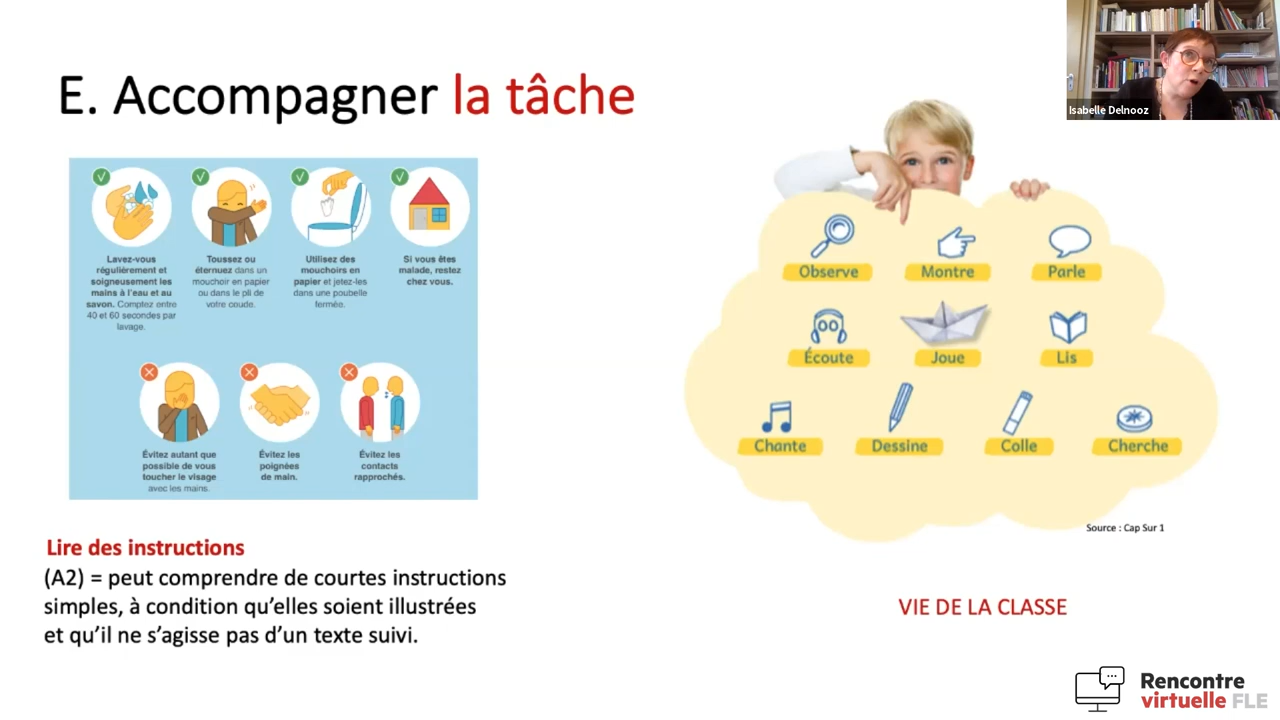 E. Accompagner la tâche
Isabelle Delnooz
Lavez-vous
régulièrement et
soigneusement les
mains à l'eau et au
savon. Comptez entre
40 et 60 secondes par
lavage.
Toussez ou
éternuez dans un
mouchoir en papier
ou dans le pli de
votre coude.
Utilisez des
mouchoirs en
papier et jetez-les
dans une poubelle
fermée.
Si vous êtes
malade, restez
chez vous.
Évitez autant que
possible de vous
toucher le visage
avec les mains.
Évitez les
poignées
de main.
Évitez les
contacts
rapprochés.
Observe
Montre
Parle
Écoute
Joue
Lis
Chante
Dessine
Colle
Cherche
Source : Cap Sur 1
Lire des instructions
(A2) = peut comprendre de courtes instructions
simples, à condition qu'elles soient illustrées
et qu'il ne s'agisse pas d'un texte suivi.
VIE DE LA CLASSE
Rencontre
virtuelle FLE